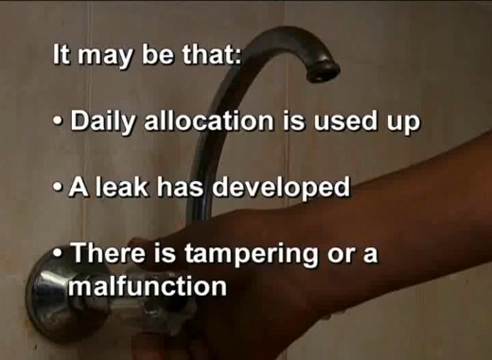 It may be that:
• Daily allocation is used up
• A leak has developed
• There is tampering or a
malfunction